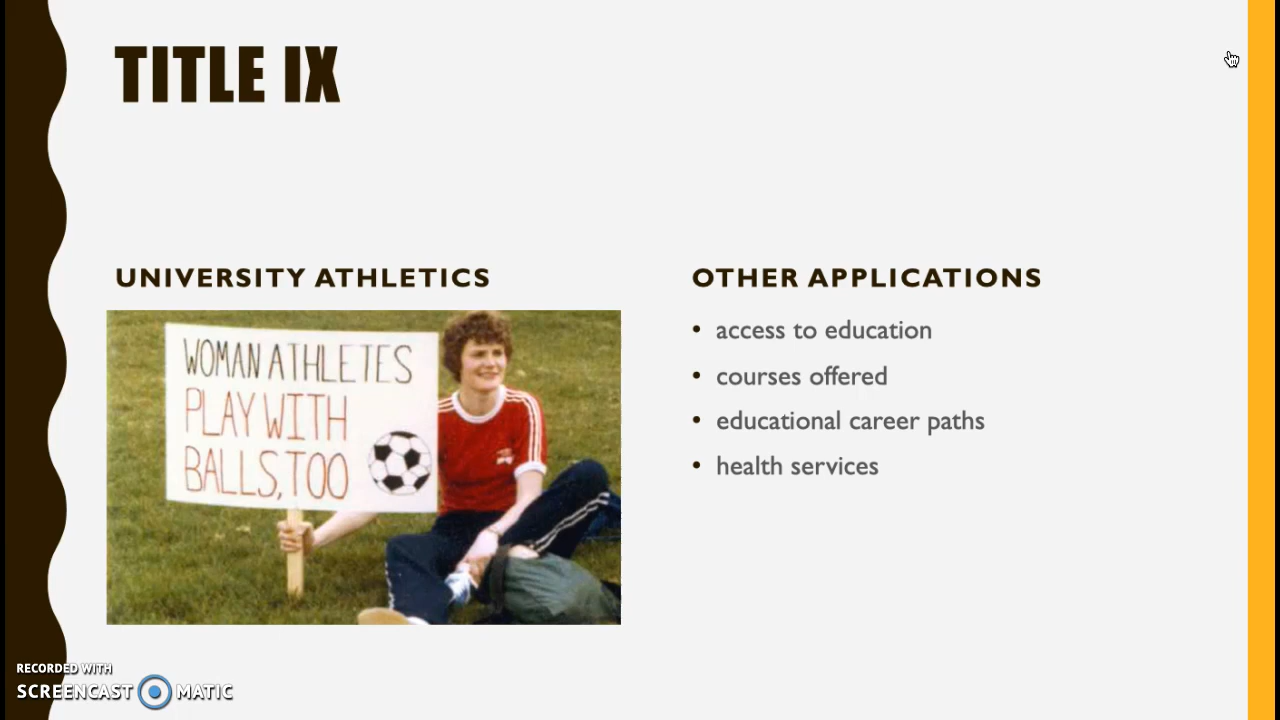 TITLE IX
UNIVERSITY ATHLETICS
WOMAN ATHLETES
PLAY WITH
BALLS, TOO
OTHER APPLICATIONS
• access to education
• courses offered
• educational career paths
• health services
RECORDED WITH
SCREENCAST MATIC